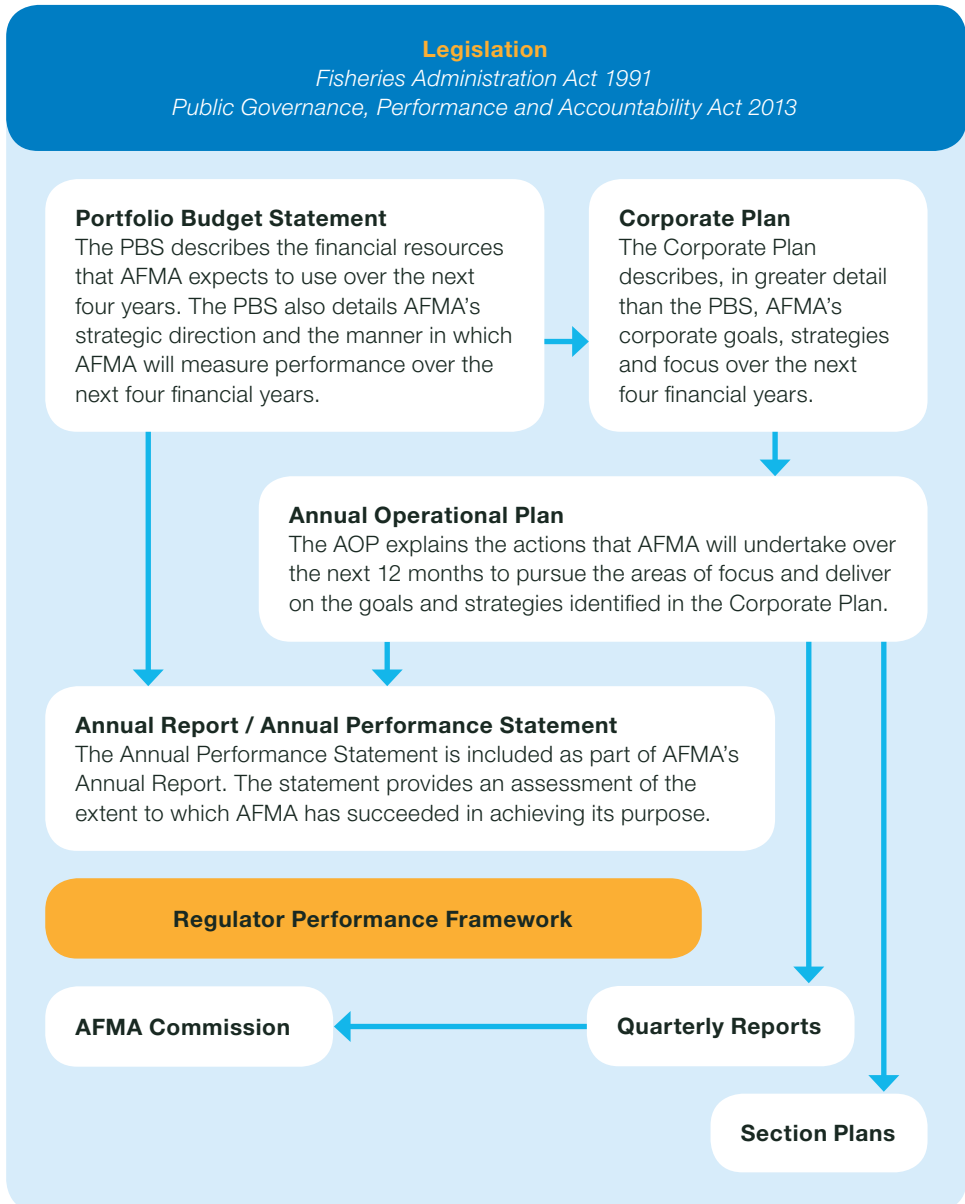 Legislation
Fisheries Administration Act 1991
Public Governance, Performance and Accountability Act 2013
Portfolio Budget Statement
The PBS describes the financial resources
that AFMA expects to use over the next
four years. The PBS also details AFMA's
strategic direction and the manner in which
AFMA will measure performance over the
next four financial years.
Corporate Plan
The Corporate Plan
describes, in greater detail
than the PBS, AFMA's
corporate goals, strategies
and focus over the next
four financial years.
Annual Operational Plan
The AOP explains the actions that AFMA will undertake over
the next 12 months to pursue the areas of focus and deliver
on the goals and strategies identified in the Corporate Plan.
Annual Report / Annual Performance Statement
The Annual Performance Statement is included as part of AFMA's
Annual Report. The statement provides an assessment of the
extent to which AFMA has succeeded in achieving its purpose.
Regulator Performance Framework
AFMA Commission
Quarterly Reports
Section Plans